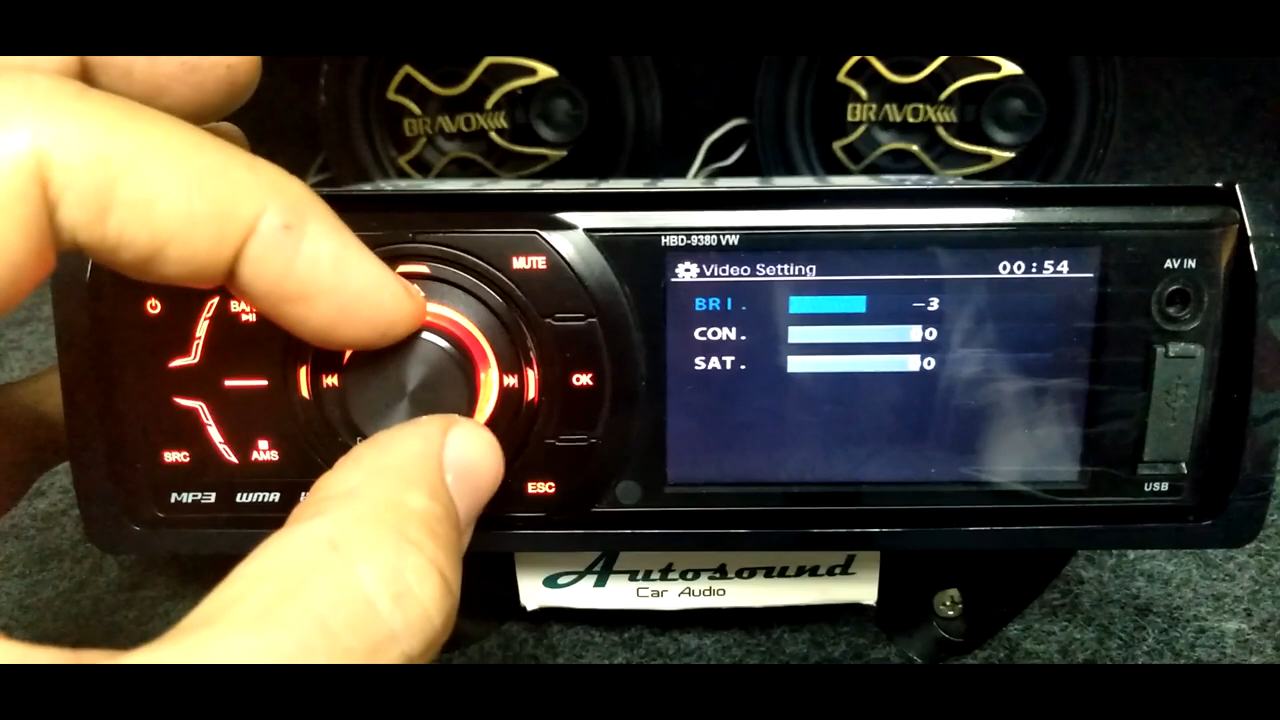 BRAVOX
BRAVOX
HBD-9380 VW
MUTE
Video Setting 00:54
AV IN
BRI. -3
CON. 0
SAT. 0
OK
SRC
AMS
ESC
USB
MP3 WMA
Autosound
Car Audio